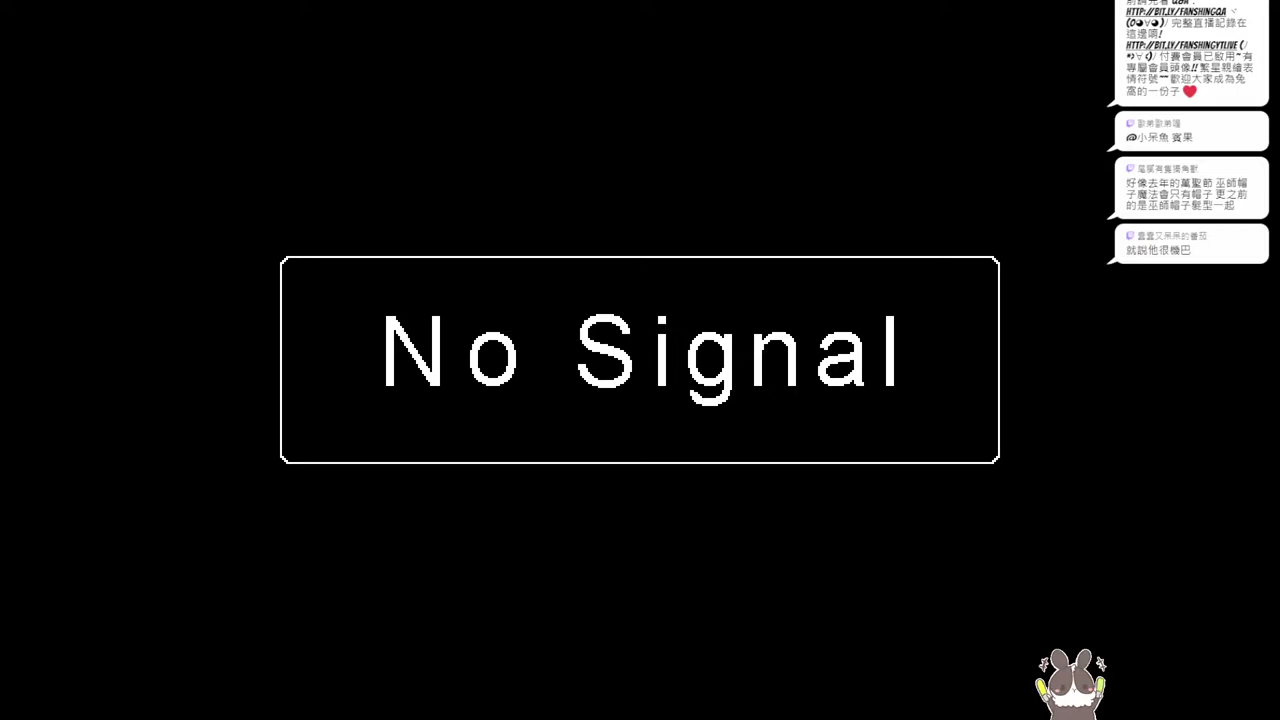 HTTP://BIT.LY/FANSHINGQA ヾ
(O◕∀◕)/ 完整直播記錄在
這邊唷!
HTTP://BIT.LY/FANSHINGYTLIVE (/
付費會員已啟用~有
專屬會員頭像!! 繁星親繪表
情符號~~歡迎大家成為兔
窩的一份子❤
@小呆魚 賓果
好像去年的萬聖節 巫師帽
子魔法會只有帽子 更之前
的是巫師帽子髮型一起
就說他很機巴
No Signal